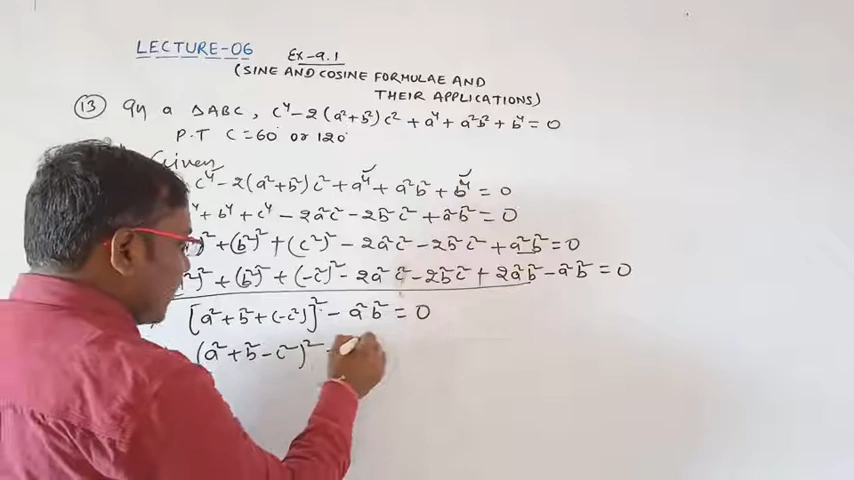 LECTURE-06
Ex-9.1
(SINE AND COSINE FORMULAE AND
THEIR APPLICATIONS)
(13) In a ΔABC, c⁴-2(a²+b²)c² + a⁴ + a²b² + b⁴ = 0
P.T C = 60° or 120°
Given
c⁴-2(a²+b²)c²+a⁴+a²b²+b⁴ = 0
+ b⁴ + c⁴ - 2a²c² - 2b²c² + a²b² = 0
)² + (b²)² + (c²)² - 2a²c² - 2b²c² + a²b² = 0
)² + (b²)² + (-c²)² - 2a²c² - 2b²c² + 2a²b² - a²b² = 0
[a²+b²+(-c²)]² - a²b² = 0
(a²+b²-c²)²